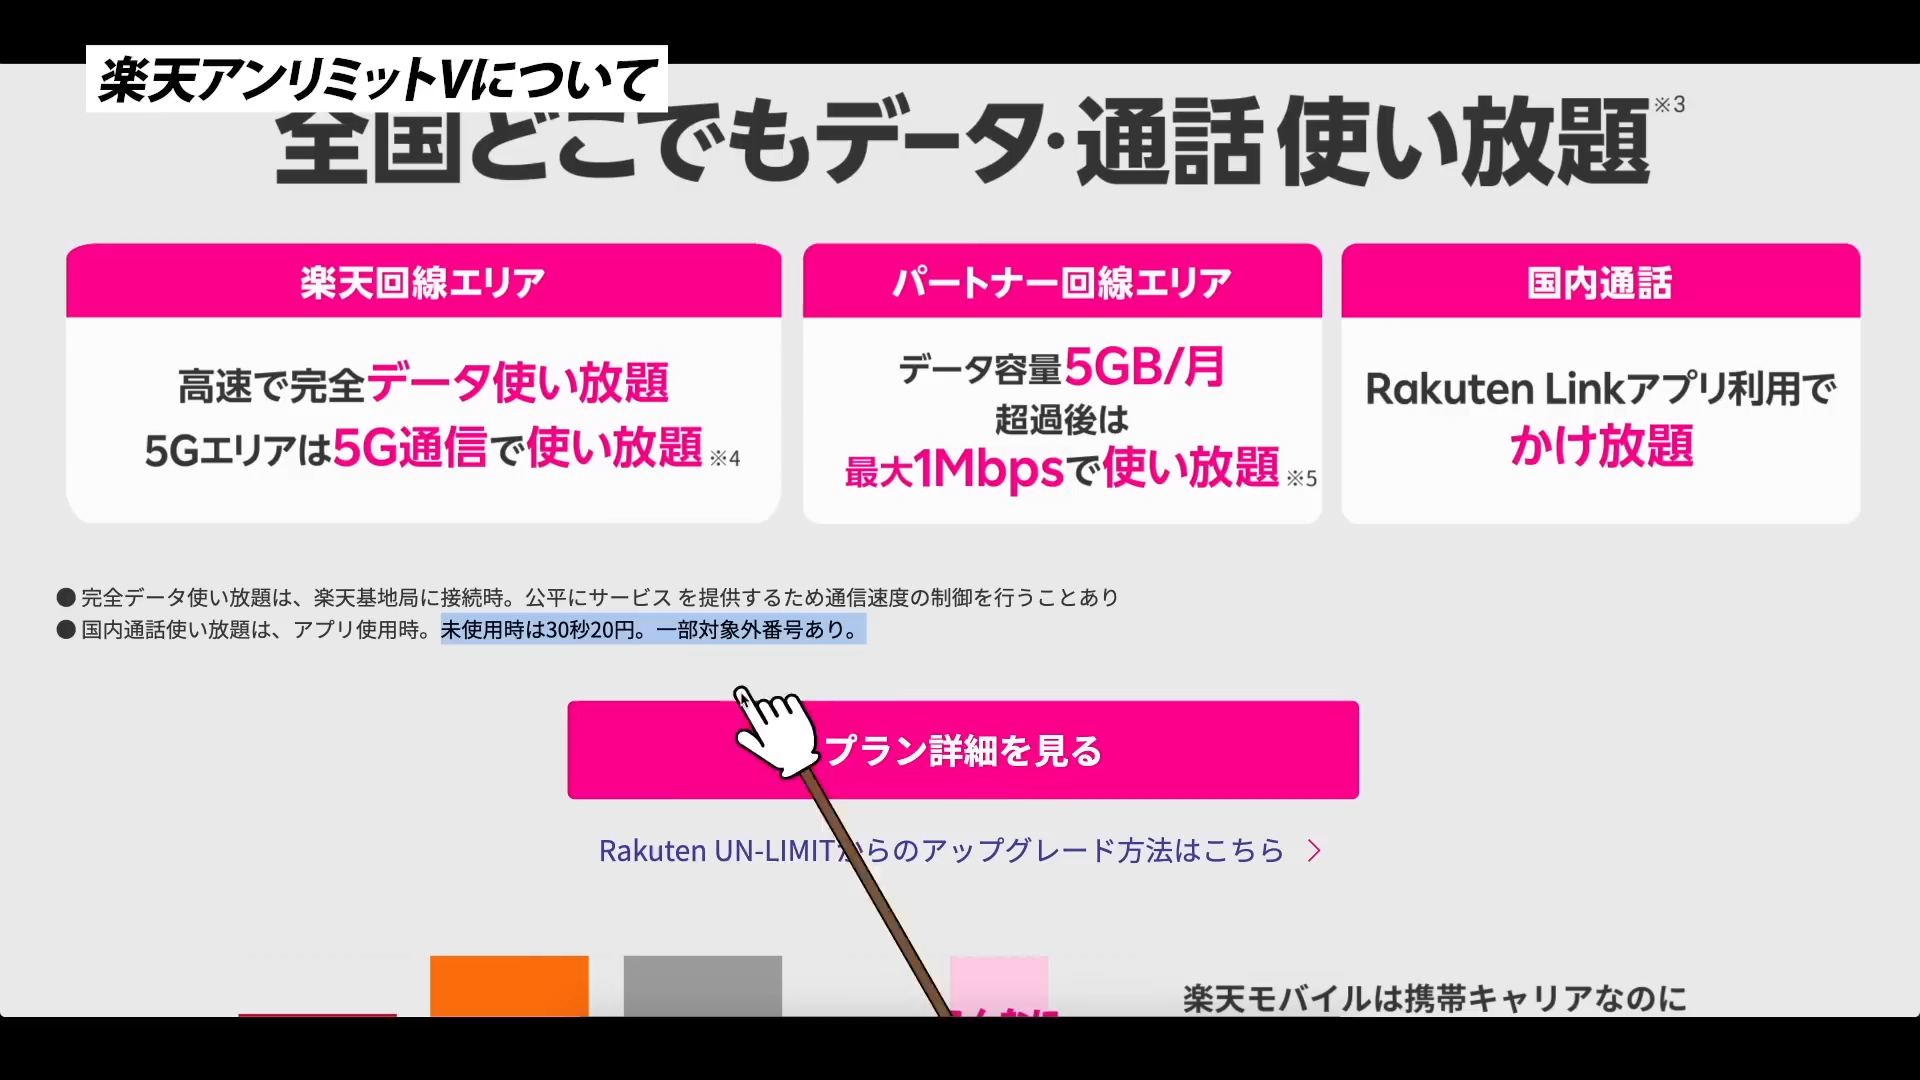 楽天アンリミットVについて
全国どこでもデータ・通話 使い放題※3
楽天回線エリア
高速で完全データ使い放題
5Gエリアは5G通信で使い放題※4
パートナー回線エリア
データ容量5GB/月
超過後は
最大1Mbpsで使い放題※5
国内通話
Rakuten Linkアプリ利用で
かけ放題
● 完全データ使い放題は、楽天基地局に接続時。公平にサービス を提供するため通信速度の制御を行うことあり
● 国内通話使い放題は、アプリ使用時。未使用時は30秒20円。一部対象外番号あり。
プラン詳細を見る
Rakuten UN-LIMITからのアップグレード方法はこちら
楽天モバイルは携帯キャリアなのに